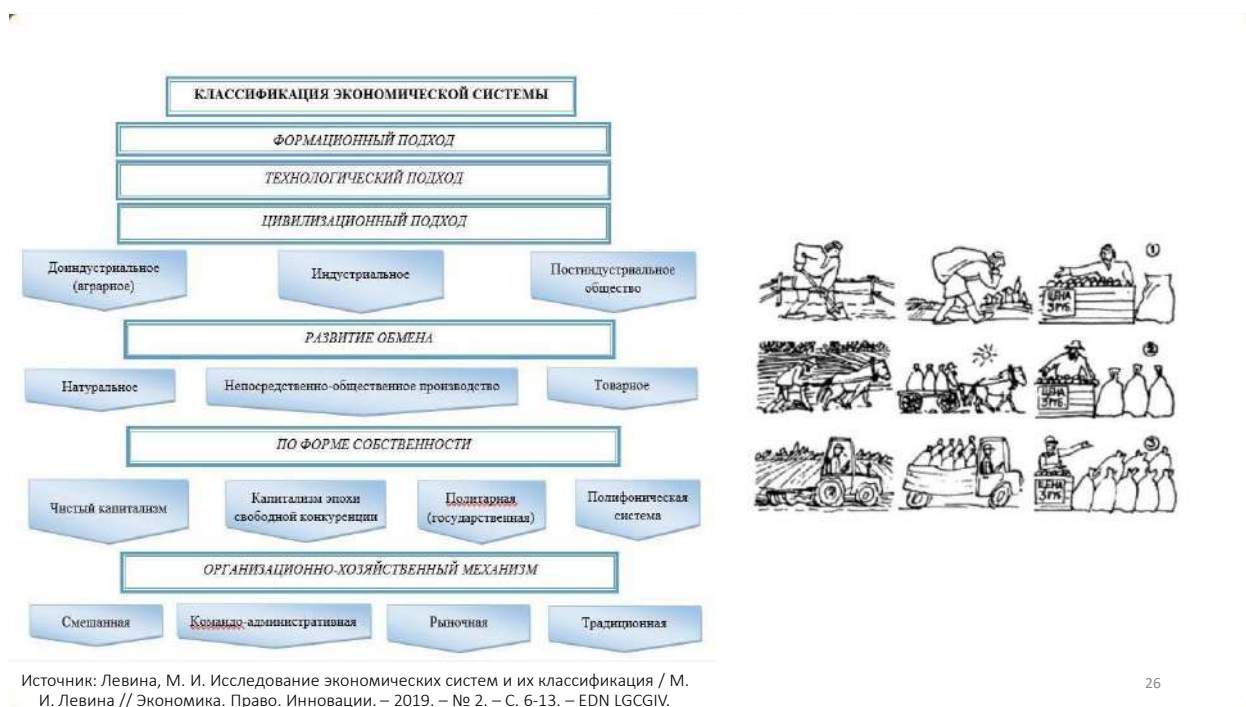 КЛАССИФИКАЦИЯ ЭКОНОМИЧЕСКОЙ СИСТЕМЫ
ФОРМАЦИОННЫЙ ПОДХОД
ТЕХНОЛОГИЧЕСКИЙ ПОДХОД
ЦИВИЛИЗАЦИОННЫЙ ПОДХОД
Доиндустриальное
(аграрное)
Индустриальное
Постиндустриальное
общество
РАЗВИТИЕ ОБМЕНА
Натуральное
Непосредственно-общественное производство
Товарное
ПО ФОРМЕ СОБСТВЕННОСТИ
Чистый капитализм
Капитализм эпохи
свободной конкуренции
Политарная
(государственная)
Полифоническая
система
ОРГАНИЗАЦИОННО-ХОЗЯЙСТВЕННЫЙ МЕХАНИЗМ
Смешанная
Командо-административная
Рыночная
Традиционная
1
ЦЕНА
3 РУБ.
2
ЦЕНА
3 РУБ.
3
ЦЕНА
3 РУБ.
Источник: Левина, М. И. Исследование экономических систем и их классификация / М.
И. Левина // Экономика. Право. Инновации. – 2019. – № 2. – С. 6-13. – EDN LGCGIV.
26